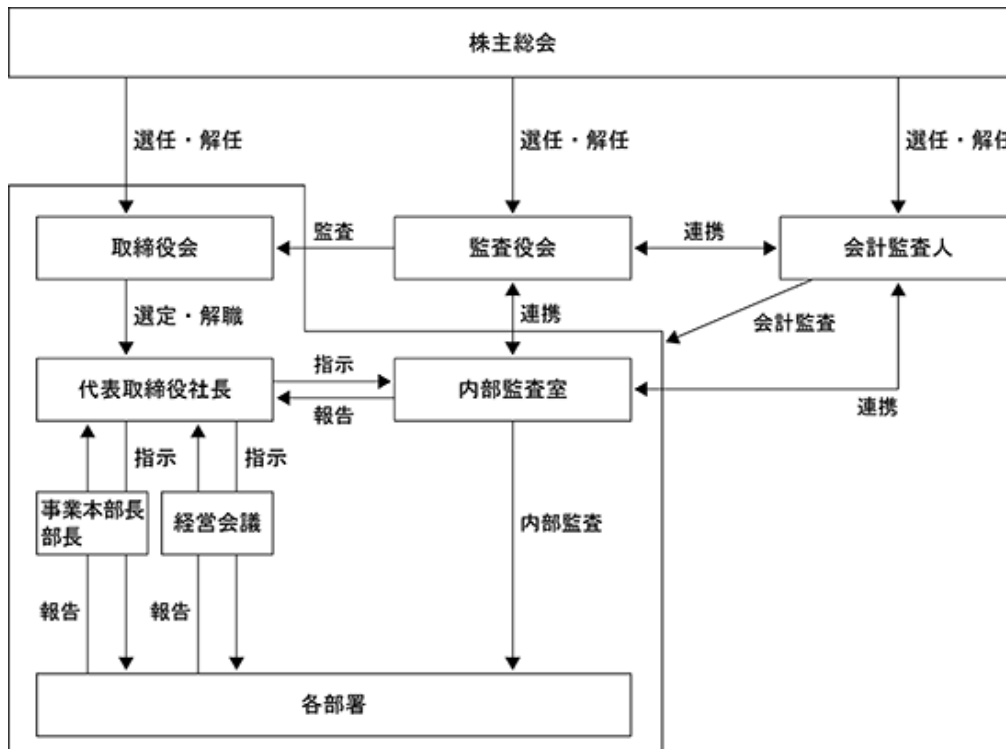 株主総会
選任・解任
選任・解任
選任・解任
取締役会
監査
監査役会
連携
会計監査人
選定・解職
連携
会計監査
代表取締役社長
指示
報告
内部監査室
連携
指示
指示
事業本部長
部長
経営会議
内部監査
報告
報告
各部署